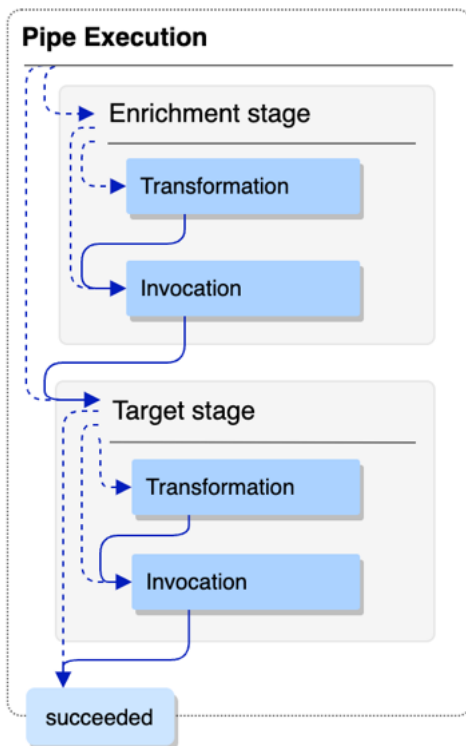 Pipe Execution
Enrichment stage
Transformation
Invocation
Target stage
Transformation
Invocation
succeeded